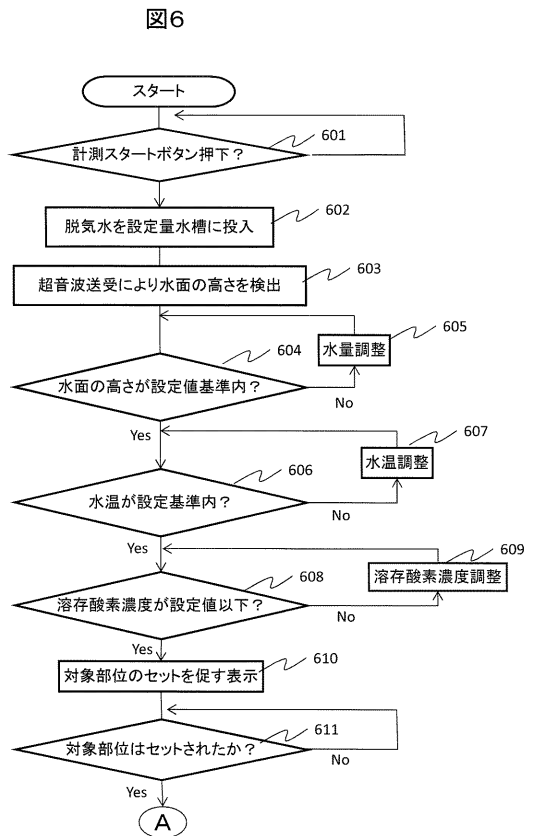 図6
スタート
計測スタートボタン押下？
601
脱気水を設定量水槽に投入
602
超音波送受により水面の高さを検出
603
水面の高さが設定値基準内？
604
水量調整
605
No
Yes
水温が設定基準内？
606
水温調整
607
No
Yes
溶存酸素濃度が設定値以下？
608
溶存酸素濃度調整
609
No
Yes
対象部位のセットを促す表示
610
対象部位はセットされたか？
611
No
Yes
A